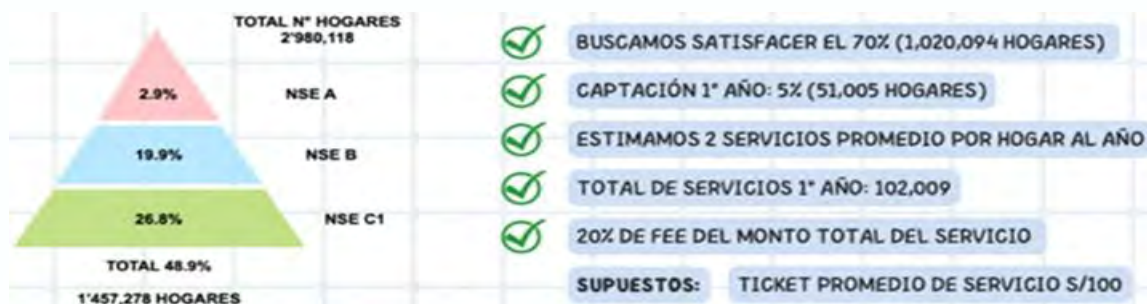 TOTAL N° HOGARES
2'980,118
2.9%
NSE A
19.9%
NSE B
26.8%
NSE C1
TOTAL 48.9%
1'457,278 HOGARES
BUSCAMOS SATISFACER EL 70% (1,020,094 HOGARES)
CAPTACIÓN 1° AÑO: 5% (51,005 HOGARES)
ESTIMAMOS 2 SERVICIOS PROMEDIO POR HOGAR AL AÑO
TOTAL DE SERVICIOS 1° AÑO: 102,009
20% DE FEE DEL MONTO TOTAL DEL SERVICIO
SUPUESTOS: TICKET PROMEDIO DE SERVICIO S/100